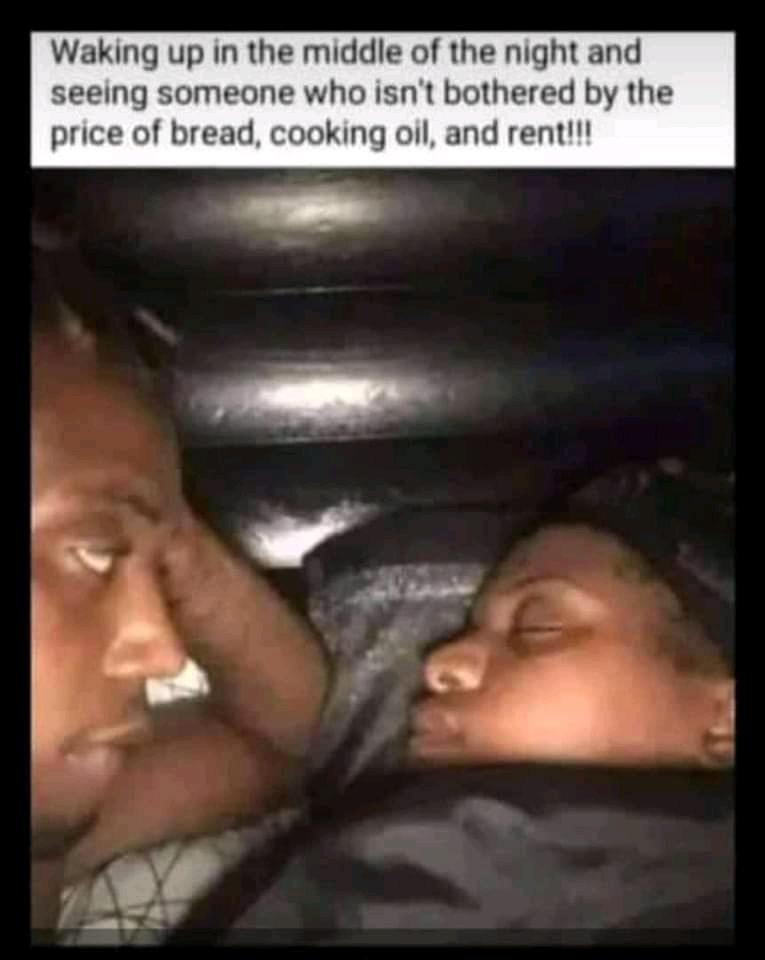 Waking up in the middle of the night and
seeing someone who isn't bothered by the
price of bread, cooking oil, and rent!!!